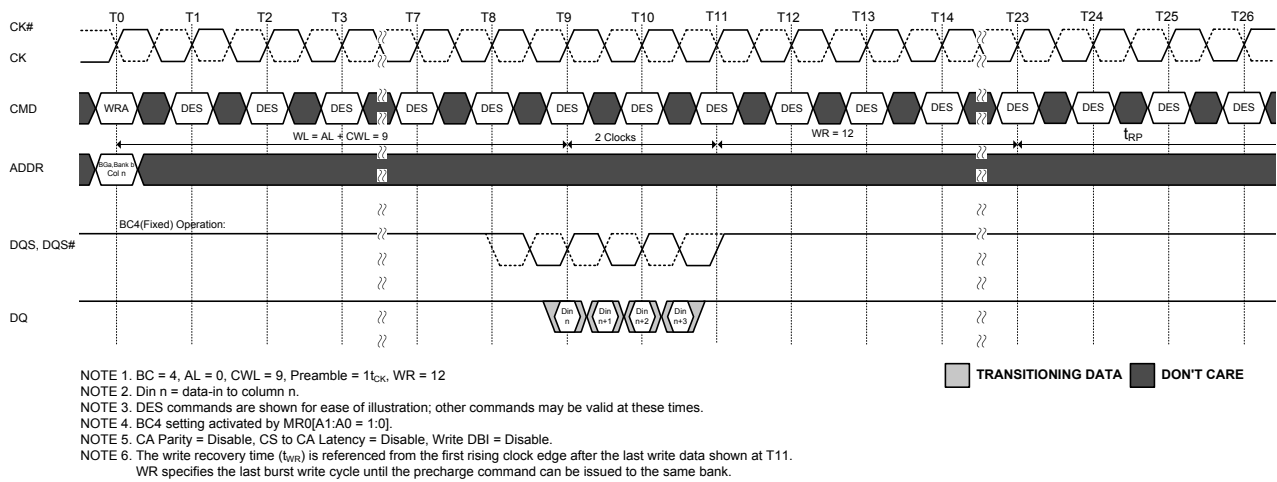 T0 T1 T2 T3 T7 T8 T9 T10 T11 T12 T13 T14 T23 T24 T25 T26
CK#
CK
CMD WRA DES DES DES DES DES DES DES DES DES DES DES DES DES DES DES
WL = AL + CWL = 9 2 Clocks WR = 12 tRP
ADDR BGa,Bank b
Col n
BC4(Fixed) Operation:
DQS, DQS#
DQ Din n Din n+1 Din n+2 Din n+3
NOTE 1. BC = 4, AL = 0, CWL = 9, Preamble = 1tCK, WR = 12
TRANSITIONING DATA DON'T CARE
NOTE 2. Din n = data-in to column n.
NOTE 3. DES commands are shown for ease of illustration; other commands may be valid at these times.
NOTE 4. BC4 setting activated by MR0[A1:A0 = 1:0].
NOTE 5. CA Parity = Disable, CS to CA Latency = Disable, Write DBI = Disable.
NOTE 6. The write recovery time (tWR) is referenced from the first rising clock edge after the last write data shown at T11.
WR specifies the last burst write cycle until the precharge command can be issued to the same bank.